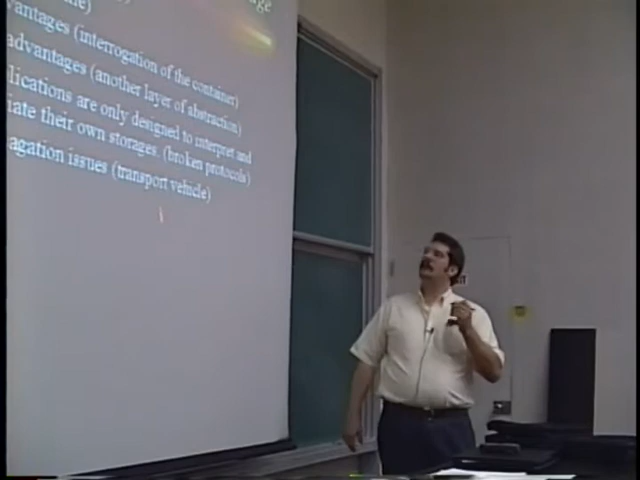 vantages (interrogation of the container)
advantages (another layer of abstraction)
lications are only designed to interpret and
iate their own storages. (broken protocols)
agation issues (transport vehicle)